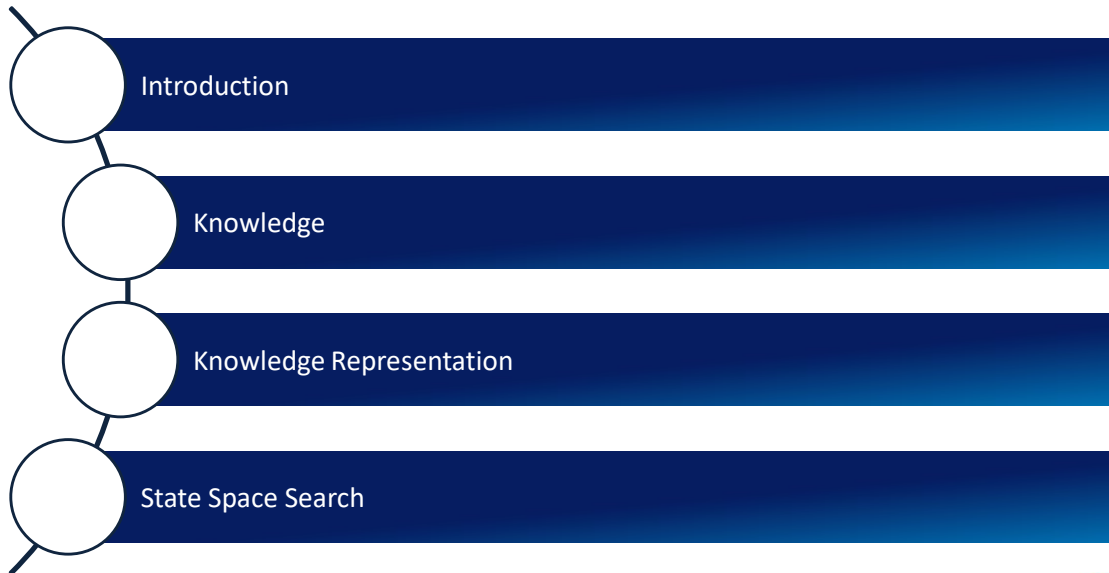 Introduction
Knowledge
Knowledge Representation
State Space Search